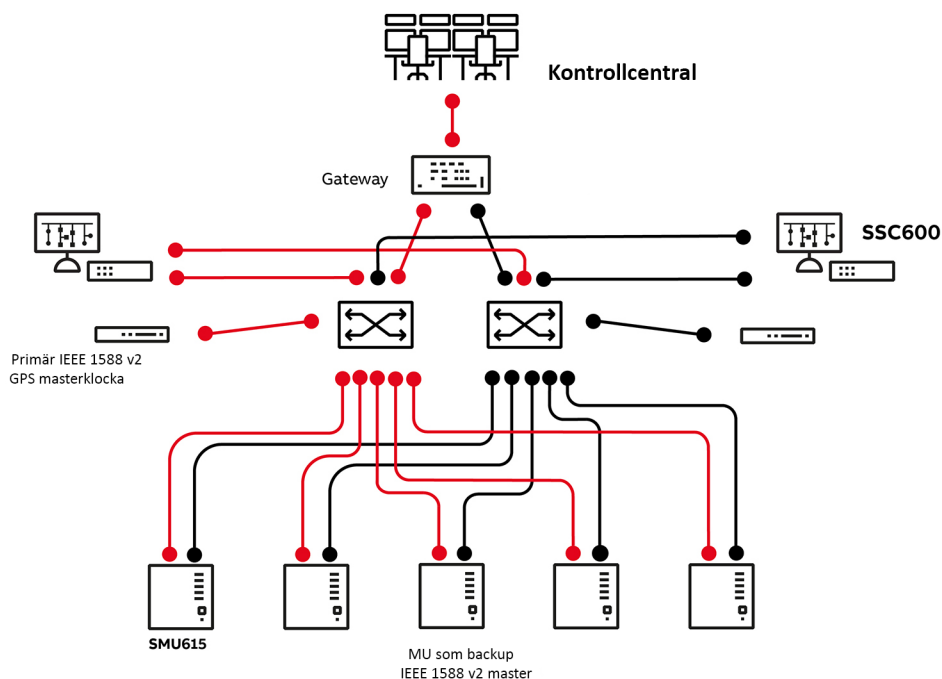 Kontrollcentral
Gateway
SSC600
Primär IEEE 1588 v2
GPS masterklocka
SMU615
MU som backup
IEEE 1588 v2 master